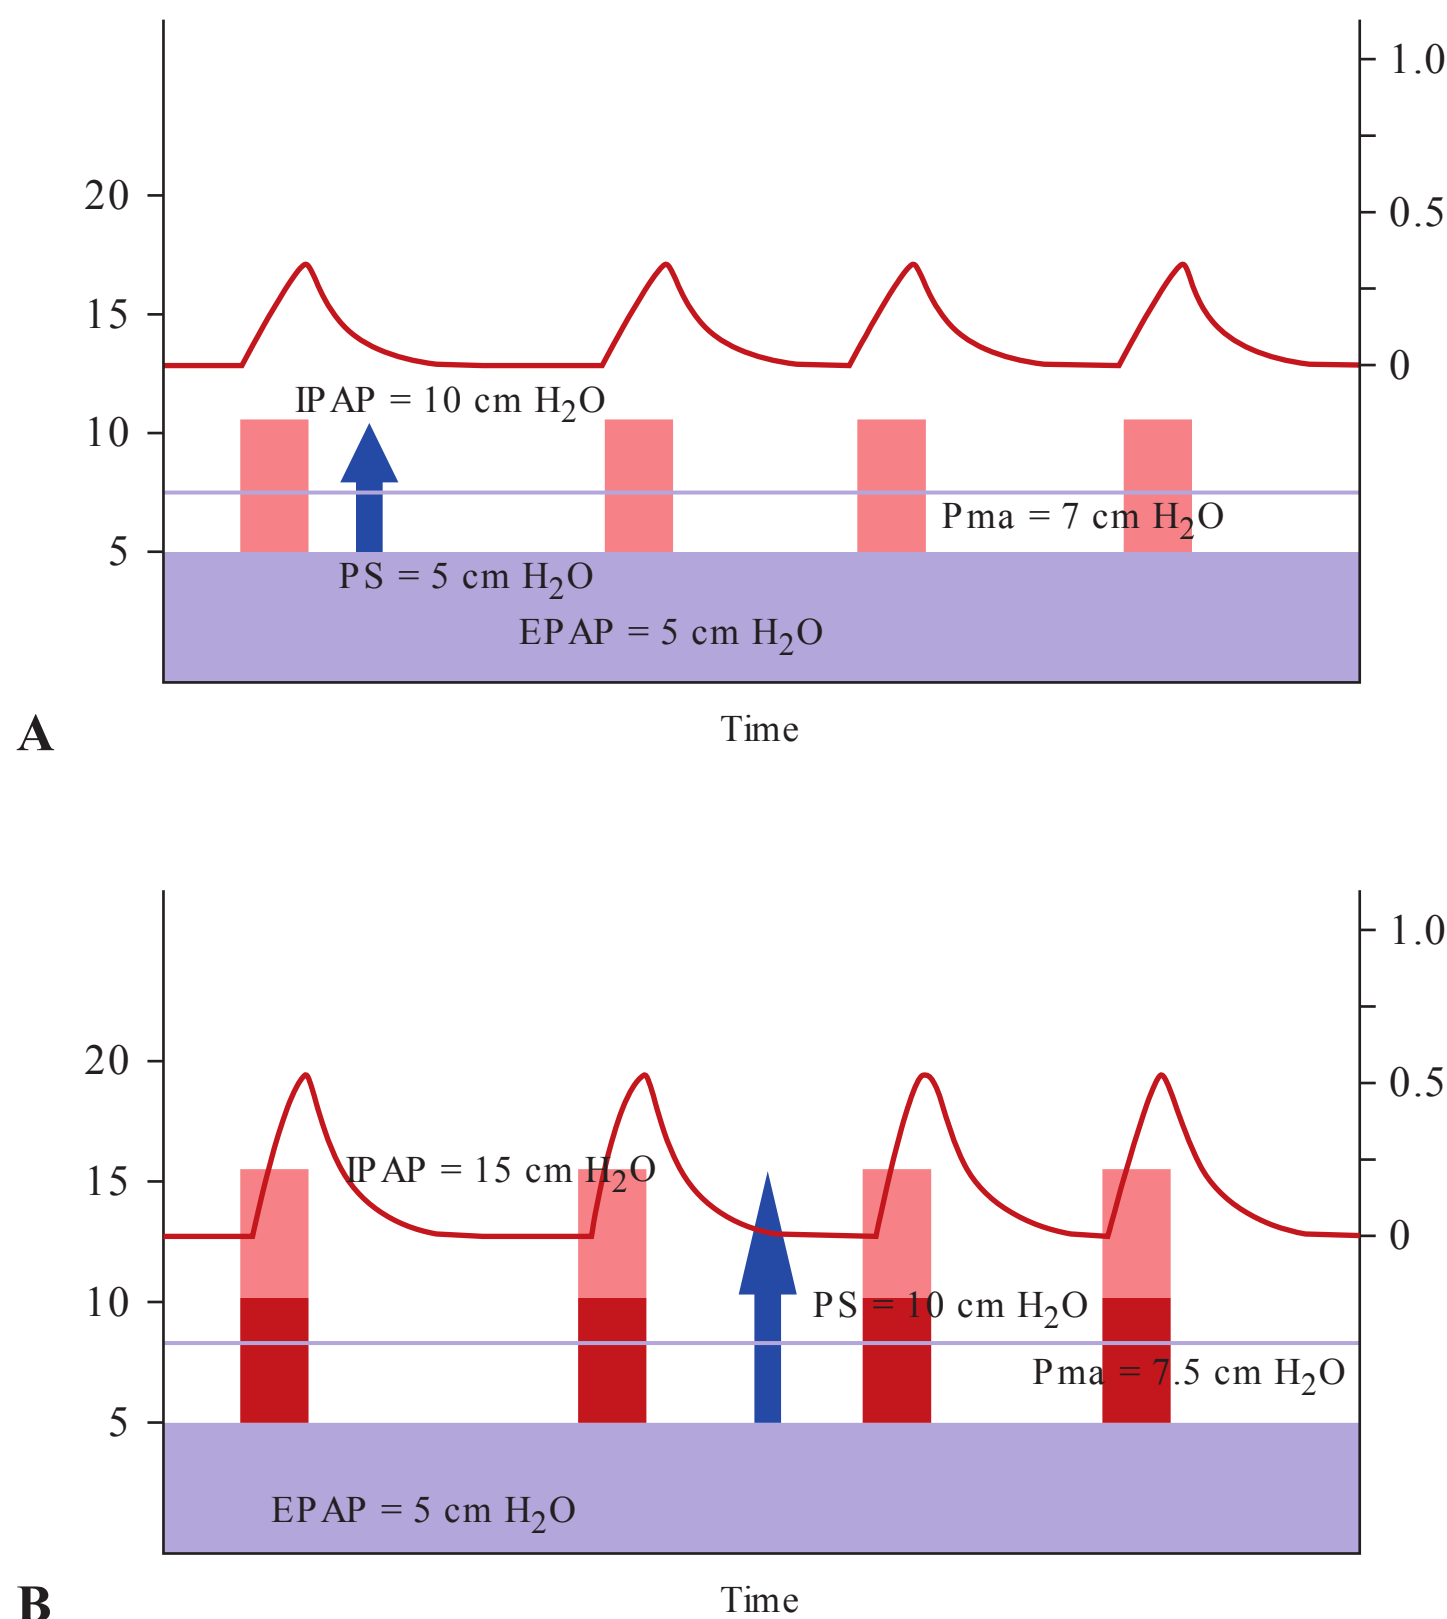 1.0
20
0.5
15
0
IPAP = 10 cm H₂O
10
Pma = 7 cm H₂O
5
PS = 5 cm H₂O
EPAP = 5 cm H₂O
A
Time
1.0
20
0.5
15
IPAP = 15 cm H₂O
0
10
PS = 10 cm H₂O
Pma = 7.5 cm H₂O
5
EPAP = 5 cm H₂O
B
Time